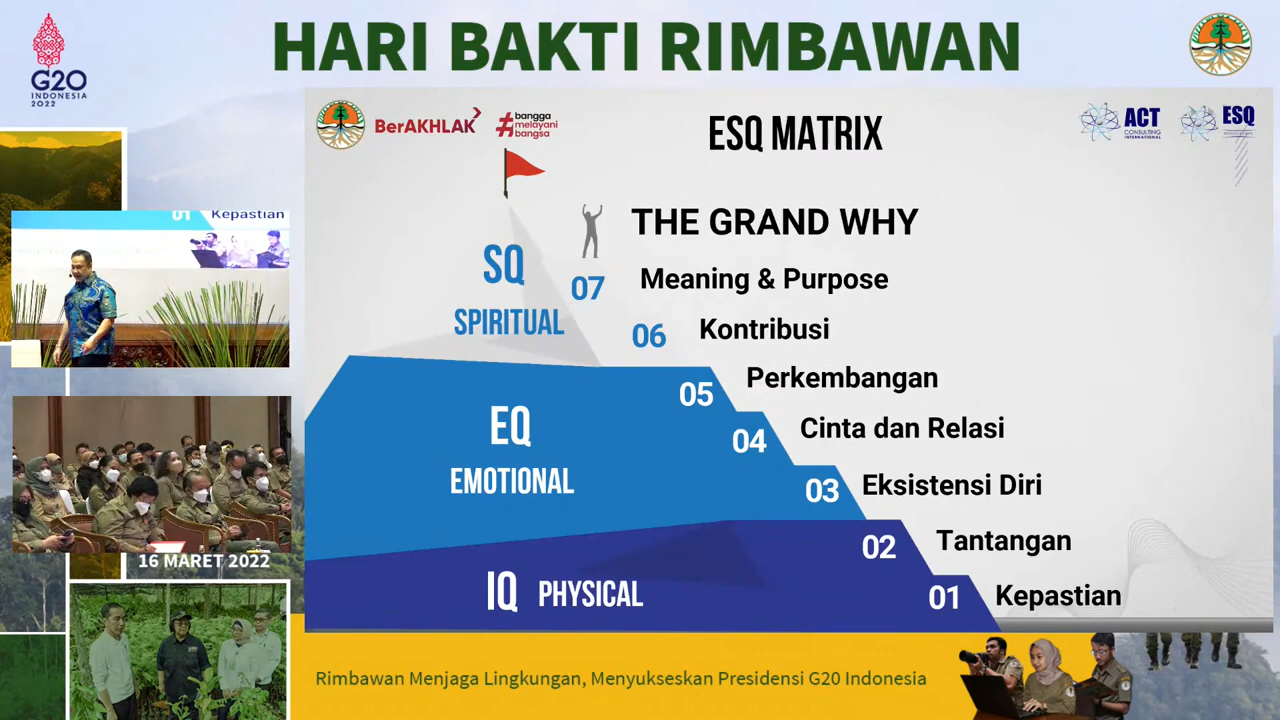 HARI BAKTI RIMBAWAN
G20
INDONESIA
2022
BerAKHLAK
#bangga
melayani
bangsa
ESQ MATRIX
ACT
CONSULTING
INTERNATIONAL
ESQ
THE GRAND WHY
SQ
SPIRITUAL
07 Meaning & Purpose
06 Kontribusi
05 Perkembangan
04 Cinta dan Relasi
03 Eksistensi Diri
02 Tantangan
01 Kepastian
EQ
EMOTIONAL
IQ PHYSICAL
01 Kepastian
16 MARET 2022
Rimbawan Menjaga Lingkungan, Menyukseskan Presidensi G20 Indonesia